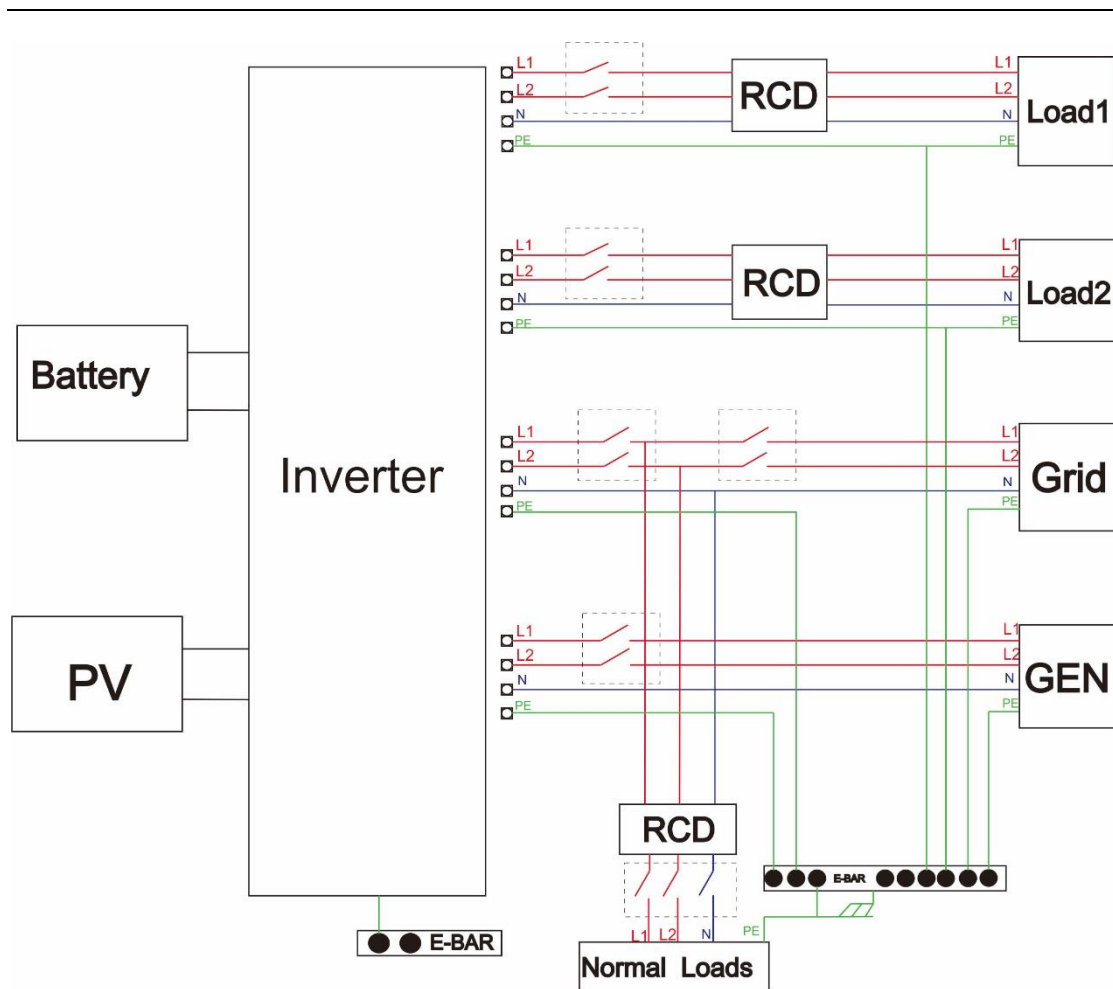 L1
L2
N
PE
RCD
L1
L2
N
PE
Load1
L1
L2
N
PE
RCD
L1
L2
N
PE
Load2
Battery
Inverter
L1
L2
N
PE
L1
L2
N
PE
Grid
PV
L1
L2
N
PE
L1
L2
N
PE
GEN
RCD
E-BAR
E-BAR
L1 L2 N PE
Normal Loads